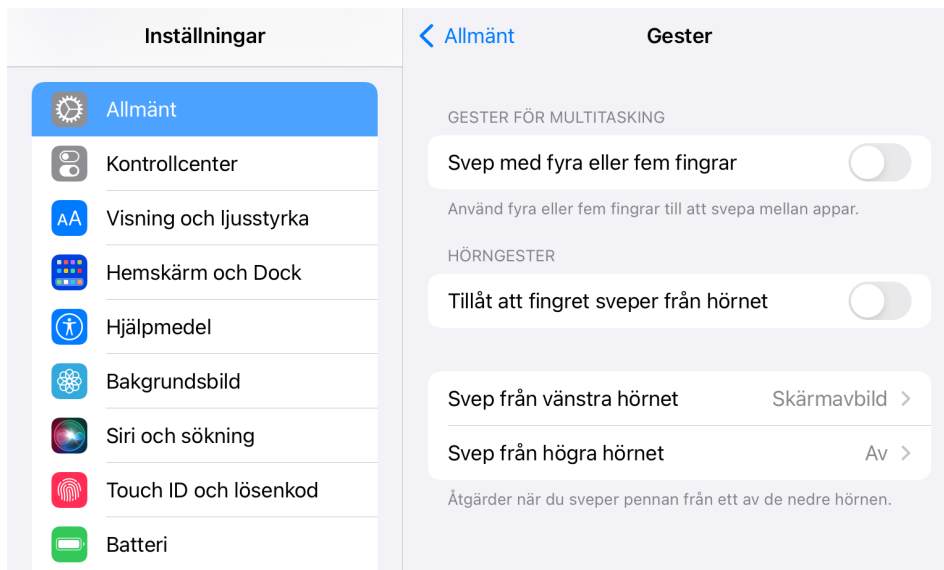 Inställningar
Allmänt
Kontrollcenter
AA
Visning och ljusstyrka
Hemskärm och Dock
Hjälpmedel
Bakgrundsbild
Siri och sökning
Touch ID och lösenkod
Batteri
Allmänt
Gester
GESTER FÖR MULTITASKING
Svep med fyra eller fem fingrar
Använd fyra eller fem fingrar till att svepa mellan appar.
HÖRNGESTER
Tillåt att fingret sveper från hörnet
Svep från vänstra hörnet Skärmavbild
Svep från högra hörnet Av
Åtgärder när du sveper pennan från ett av de nedre hörnen.